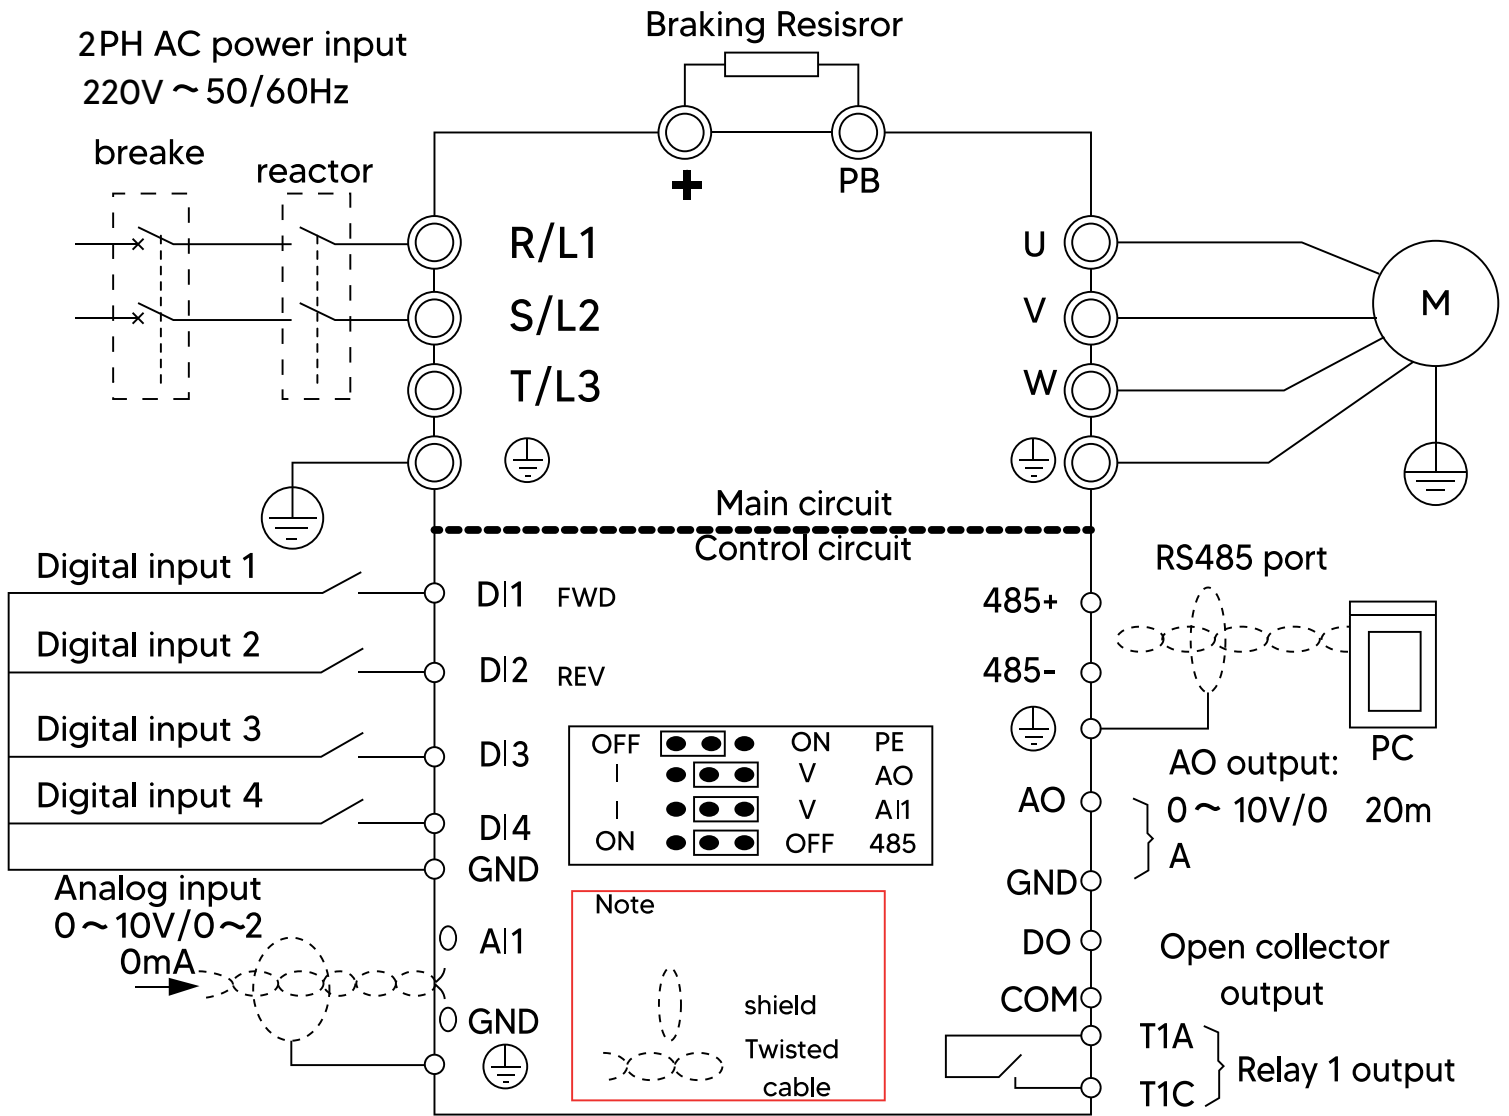 Braking Resisror
2PH AC power input
220V ~ 50/60Hz
breake
reactor
+
PB
R/L1
S/L2
T/L3
U
V
W
M
Main circuit
Control circuit
Digital input 1
Digital input 2
Digital input 3
Digital input 4
DI1 FWD
DI2 REV
DI3
DI4
GND
Analog input
0 ~ 10V/0 ~2
0mA
AI1
GND
OFF ON PE
I V AO
I V AI1
ON OFF 485
Note
shield
Twisted
cable
RS485 port
485+
485-
PC
AO output:
0 ~ 10V/0 20m
A
AO
GND
DO
COM
Open collector
output
T1A
T1C
Relay 1 output